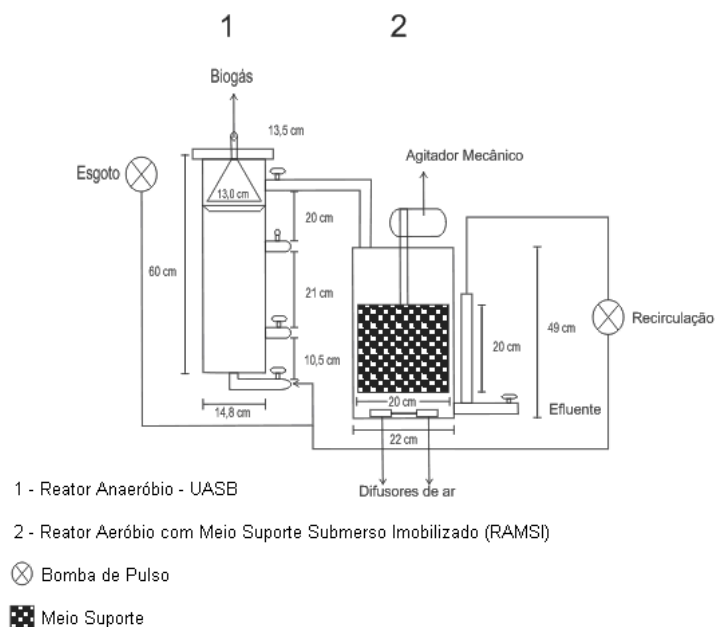 1
2
Biogás
13,5 cm
Esgoto
Agitador Mecânico
13,0 cm
20 cm
60 cm
21 cm
49 cm
Recirculação
20 cm
10,5 cm
20 cm
Efluente
14,8 cm
22 cm
Difusores de ar
1 - Reator Anaeróbio - UASB
2 - Reator Aeróbio com Meio Suporte Submerso Imobilizado (RAMSI)
Bomba de Pulso
Meio Suporte